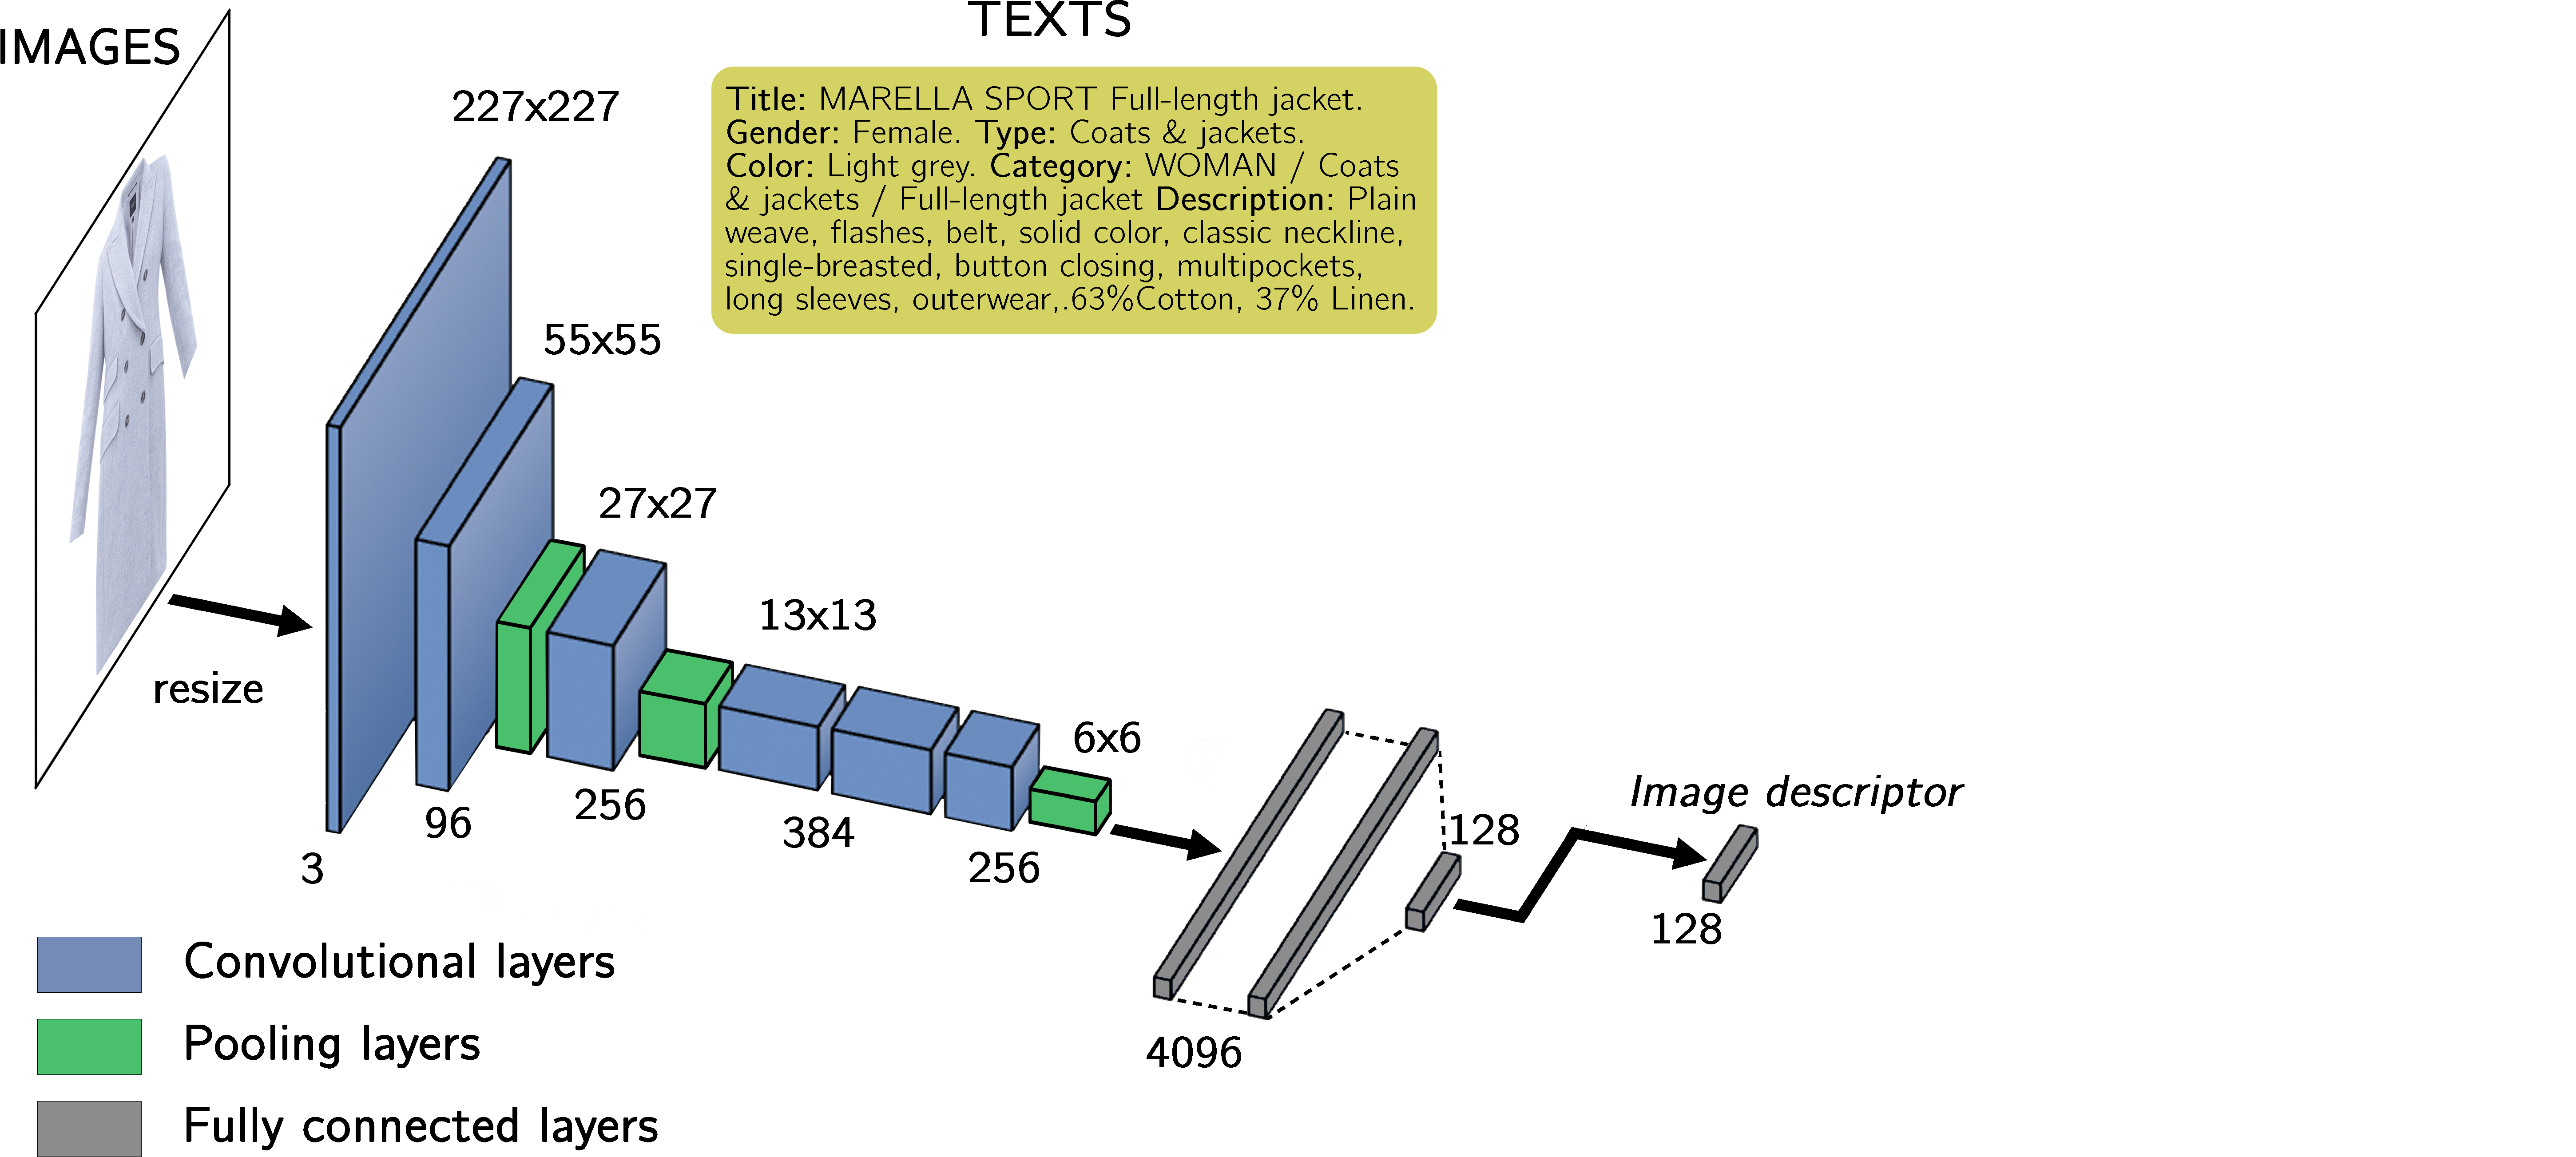 IMAGES
TEXTS
Title: MARELLA SPORT Full-length jacket.
Gender: Female. Type: Coats & jackets.
Color: Light grey. Category: WOMAN / Coats
& jackets / Full-length jacket Description: Plain
weave, flashes, belt, solid color, classic neckline,
single-breasted, button closing, multipockets,
long sleeves, outerwear,.63%Cotton, 37% Linen.
227x227
55x55
27x27
13x13
6x6
resize
3
96
256
384
256
4096
128
Image descriptor
128
Convolutional layers
Pooling layers
Fully connected layers